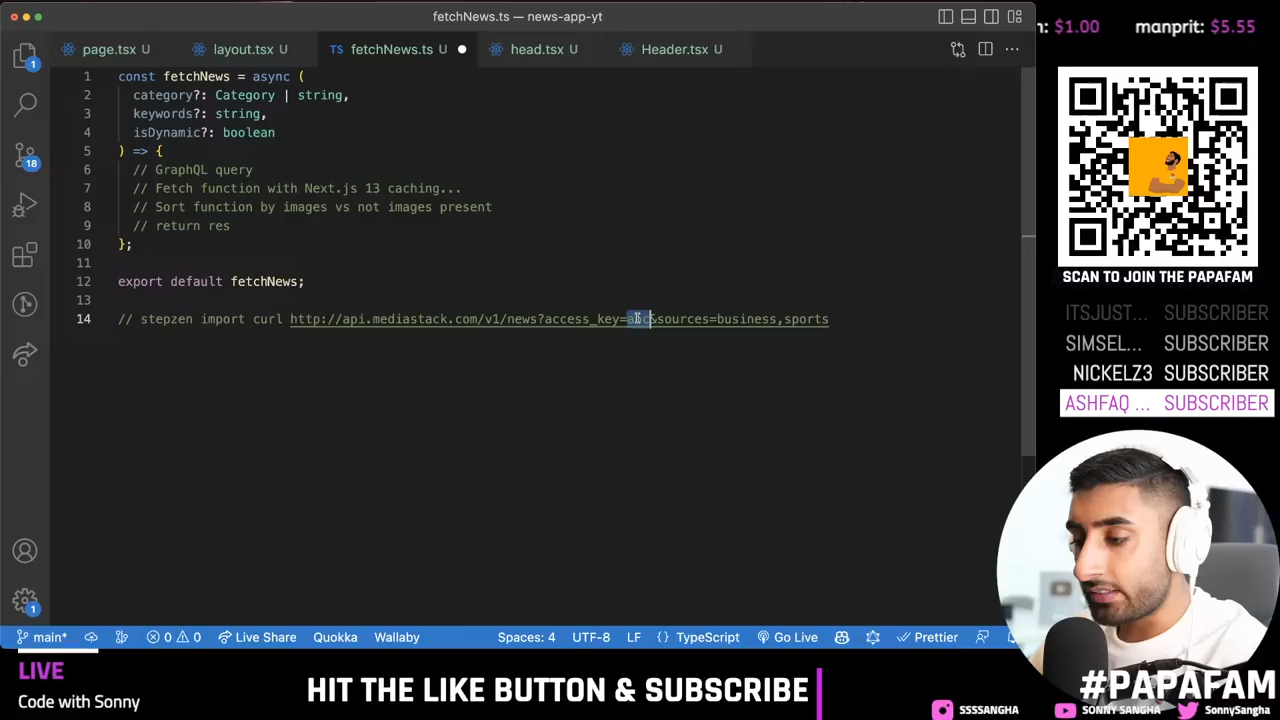 fetchNews.ts — news-app-yt
page.tsx U
layout.tsx U
TS fetchNews.ts U
head.tsx U
Header.tsx U
1 const fetchNews = async (
2 category?: Category | string,
3 keywords?: string,
4 isDynamic?: boolean
5 ) => {
6 // GraphQL query
7 // Fetch function with Next.js 13 caching...
8 // Sort function by images vs not images present
9 // return res
10 };
11
12 export default fetchNews;
13
14 // stepzen import curl http://api.mediastack.com/v1/news?access_key=abc&sources=business,sports
1
18
1
main*
0 0
Live Share
Quokka
Wallaby
Spaces: 4
UTF-8
LF
{} TypeScript
Go Live
Prettier
n: $1.00
manprit: $5.55
SCAN TO JOIN THE PAPAFAM
ITSJUST... SUBSCRIBER
SIMSEL... SUBSCRIBER
NICKELZ3 SUBSCRIBER
ASHFAQ ... SUBSCRIBER
LIVE
Code with Sonny
HIT THE LIKE BUTTON & SUBSCRIBE
#PAPAFAM
SSSSANGHA
SONNY SANGHA
SonnySangha